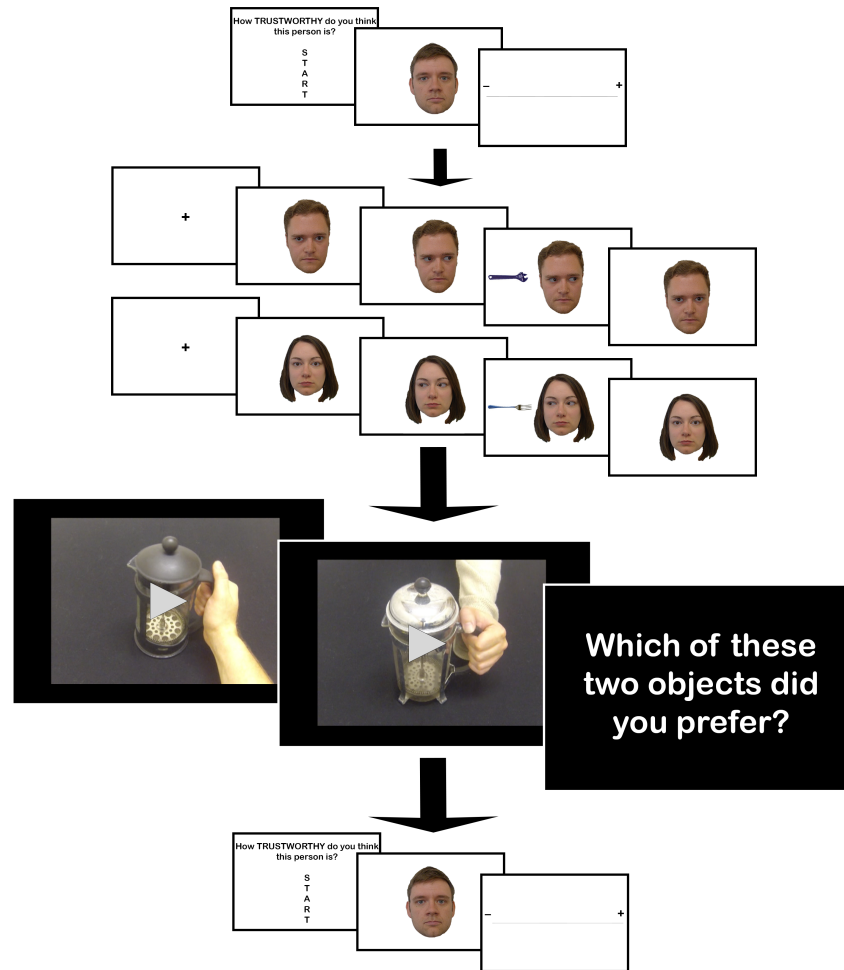 How TRUSTWORTHY do you think
this person is?
S
T
A
R
T
– +
+
+
Which of these
two objects did
you prefer?
How TRUSTWORTHY do you think
this person is?
S
T
A
R
T
– +